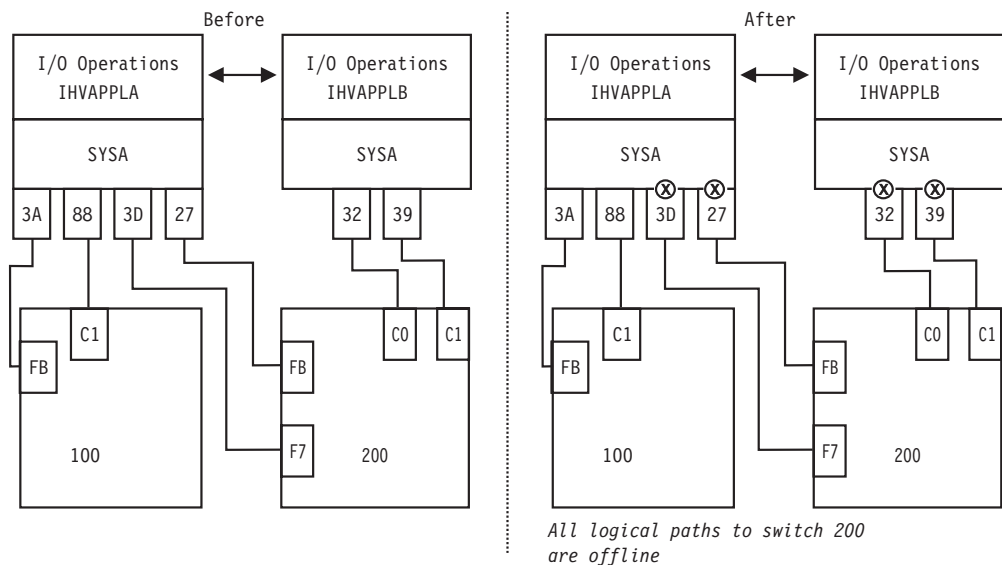 Before
I/O Operations
IHVAPPLA
SYSA
3A
88
3D
27
I/O Operations
IHVAPPLB
SYSA
32
39
C1
FB
100
C0
C1
FB
F7
200
After
I/O Operations
IHVAPPLA
SYSA
X
X
3A
88
3D
27
I/O Operations
IHVAPPLB
SYSA
X
X
32
39
C1
FB
100
C0
C1
FB
F7
200
All logical paths to switch 200
are offline